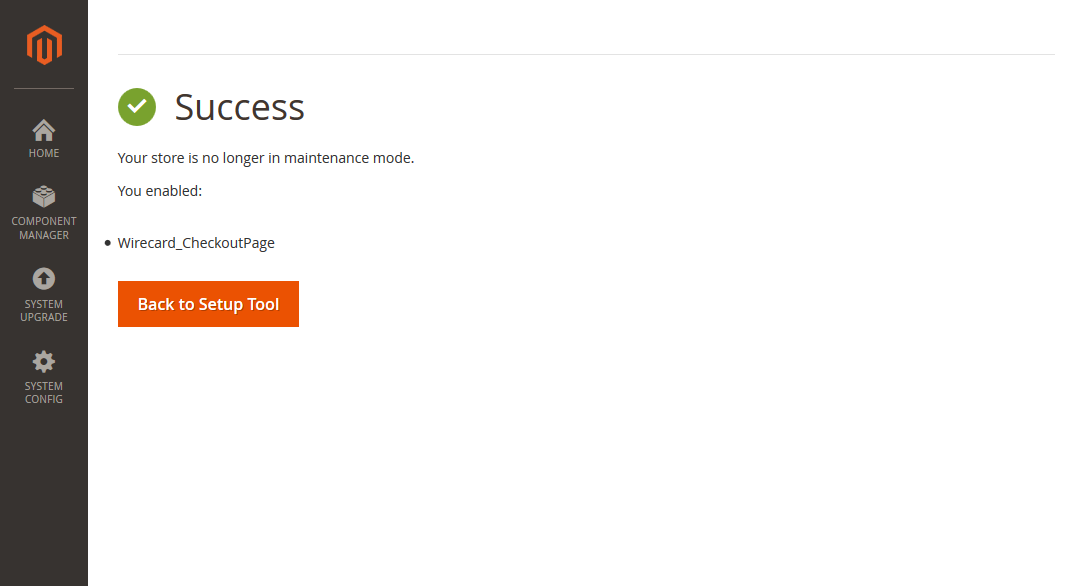 HOME
COMPONENT
MANAGER
SYSTEM
UPGRADE
SYSTEM
CONFIG
Success
Your store is no longer in maintenance mode.
You enabled:
• Wirecard_CheckoutPage
Back to Setup Tool